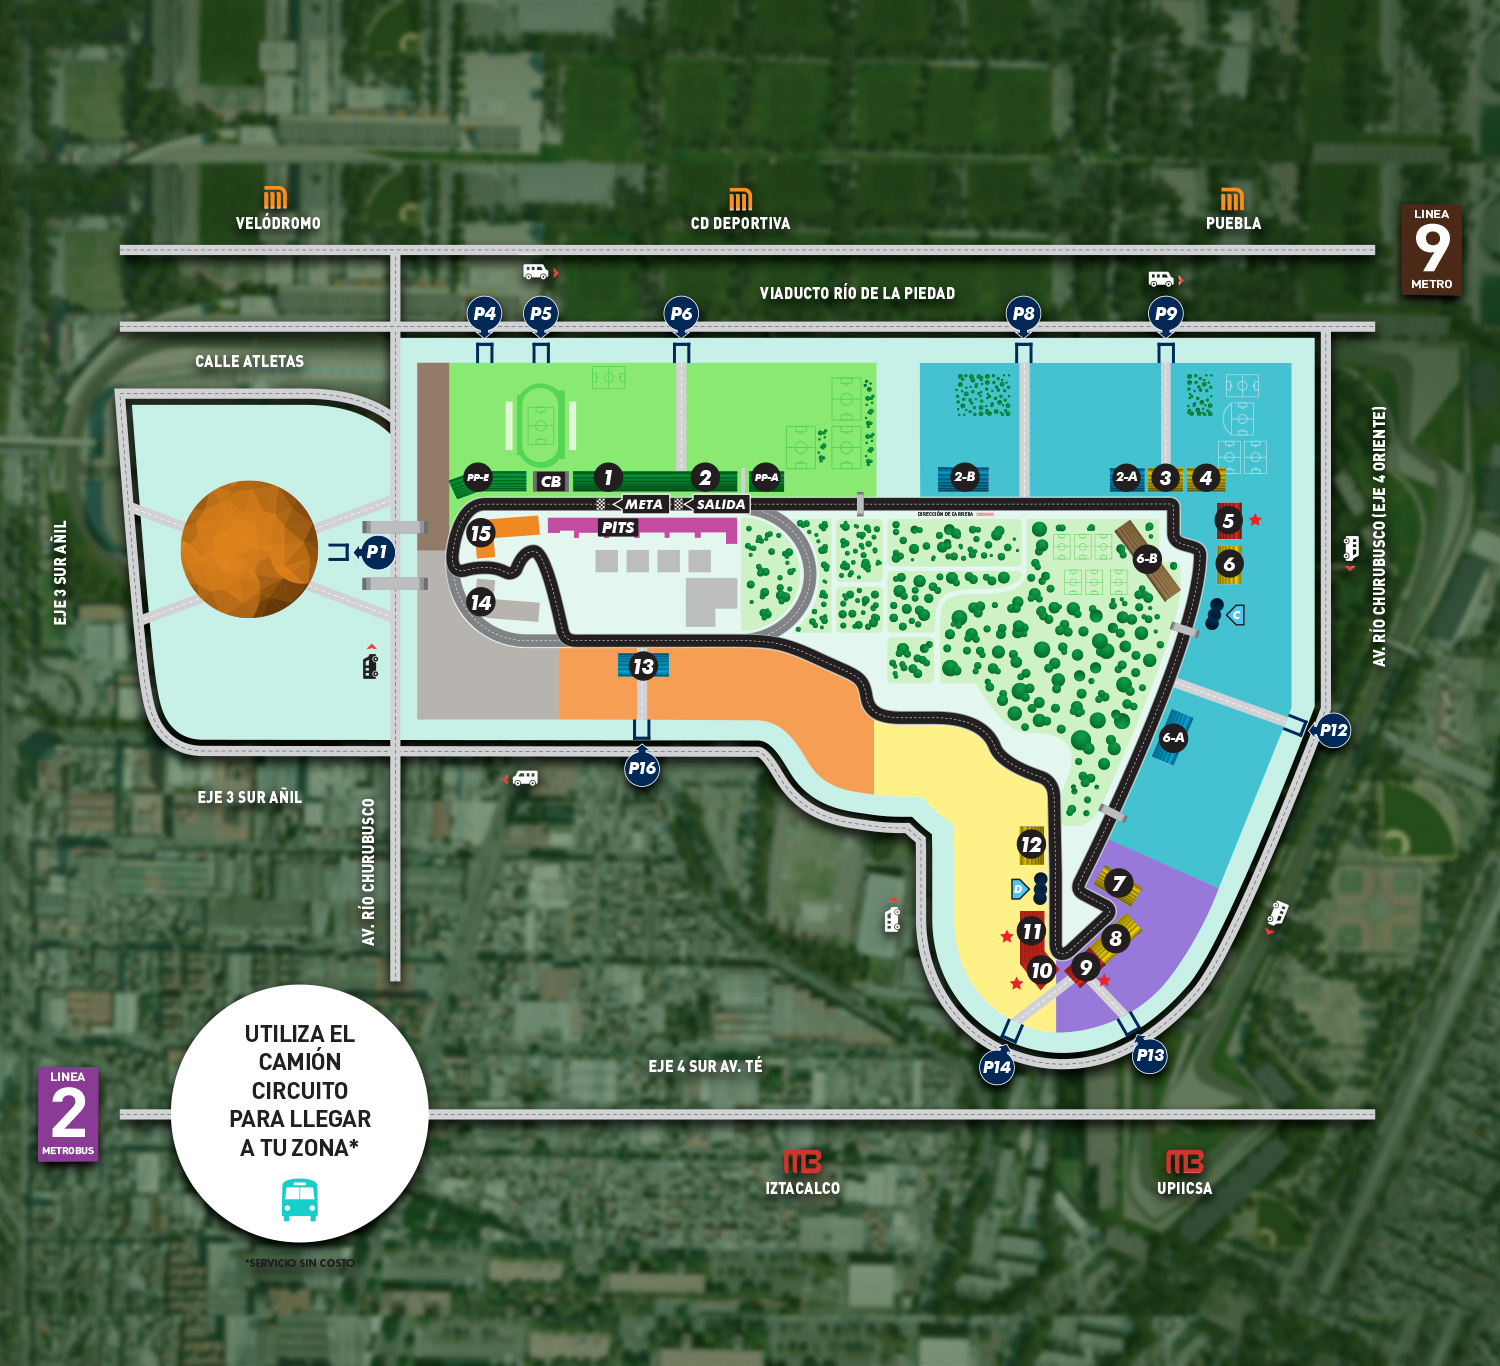 VELÓDROMO
CD DEPORTIVA
PUEBLA
LINEA
9
METRO
VIADUCTO RÍO DE LA PIEDAD
P4
P5
P6
P8
P9
CALLE ATLETAS
AV. RÍO CHURUBUSCO (EJE 4 ORIENTE)
PP-E
CB
1
2
PP-A
2-B
2-A
3
4
META
SALIDA
DIRECCIÓN DE CARRERA
5
15
PITS
EJE 3 SUR AÑIL
P1
6-B
6
14
C
13
P12
6-A
P16
EJE 3 SUR AÑIL
AV. RÍO CHURUBUSCO
12
7
D
11
8
10
9
P14
P13
UTILIZA EL
CAMIÓN
CIRCUITO
PARA LLEGAR
A TU ZONA*
EJE 4 SUR AV. TÉ
LINEA
2
METROBUS
MB
IZTACALCO
MB
UPIICSA
*SERVICIO SIN COSTO